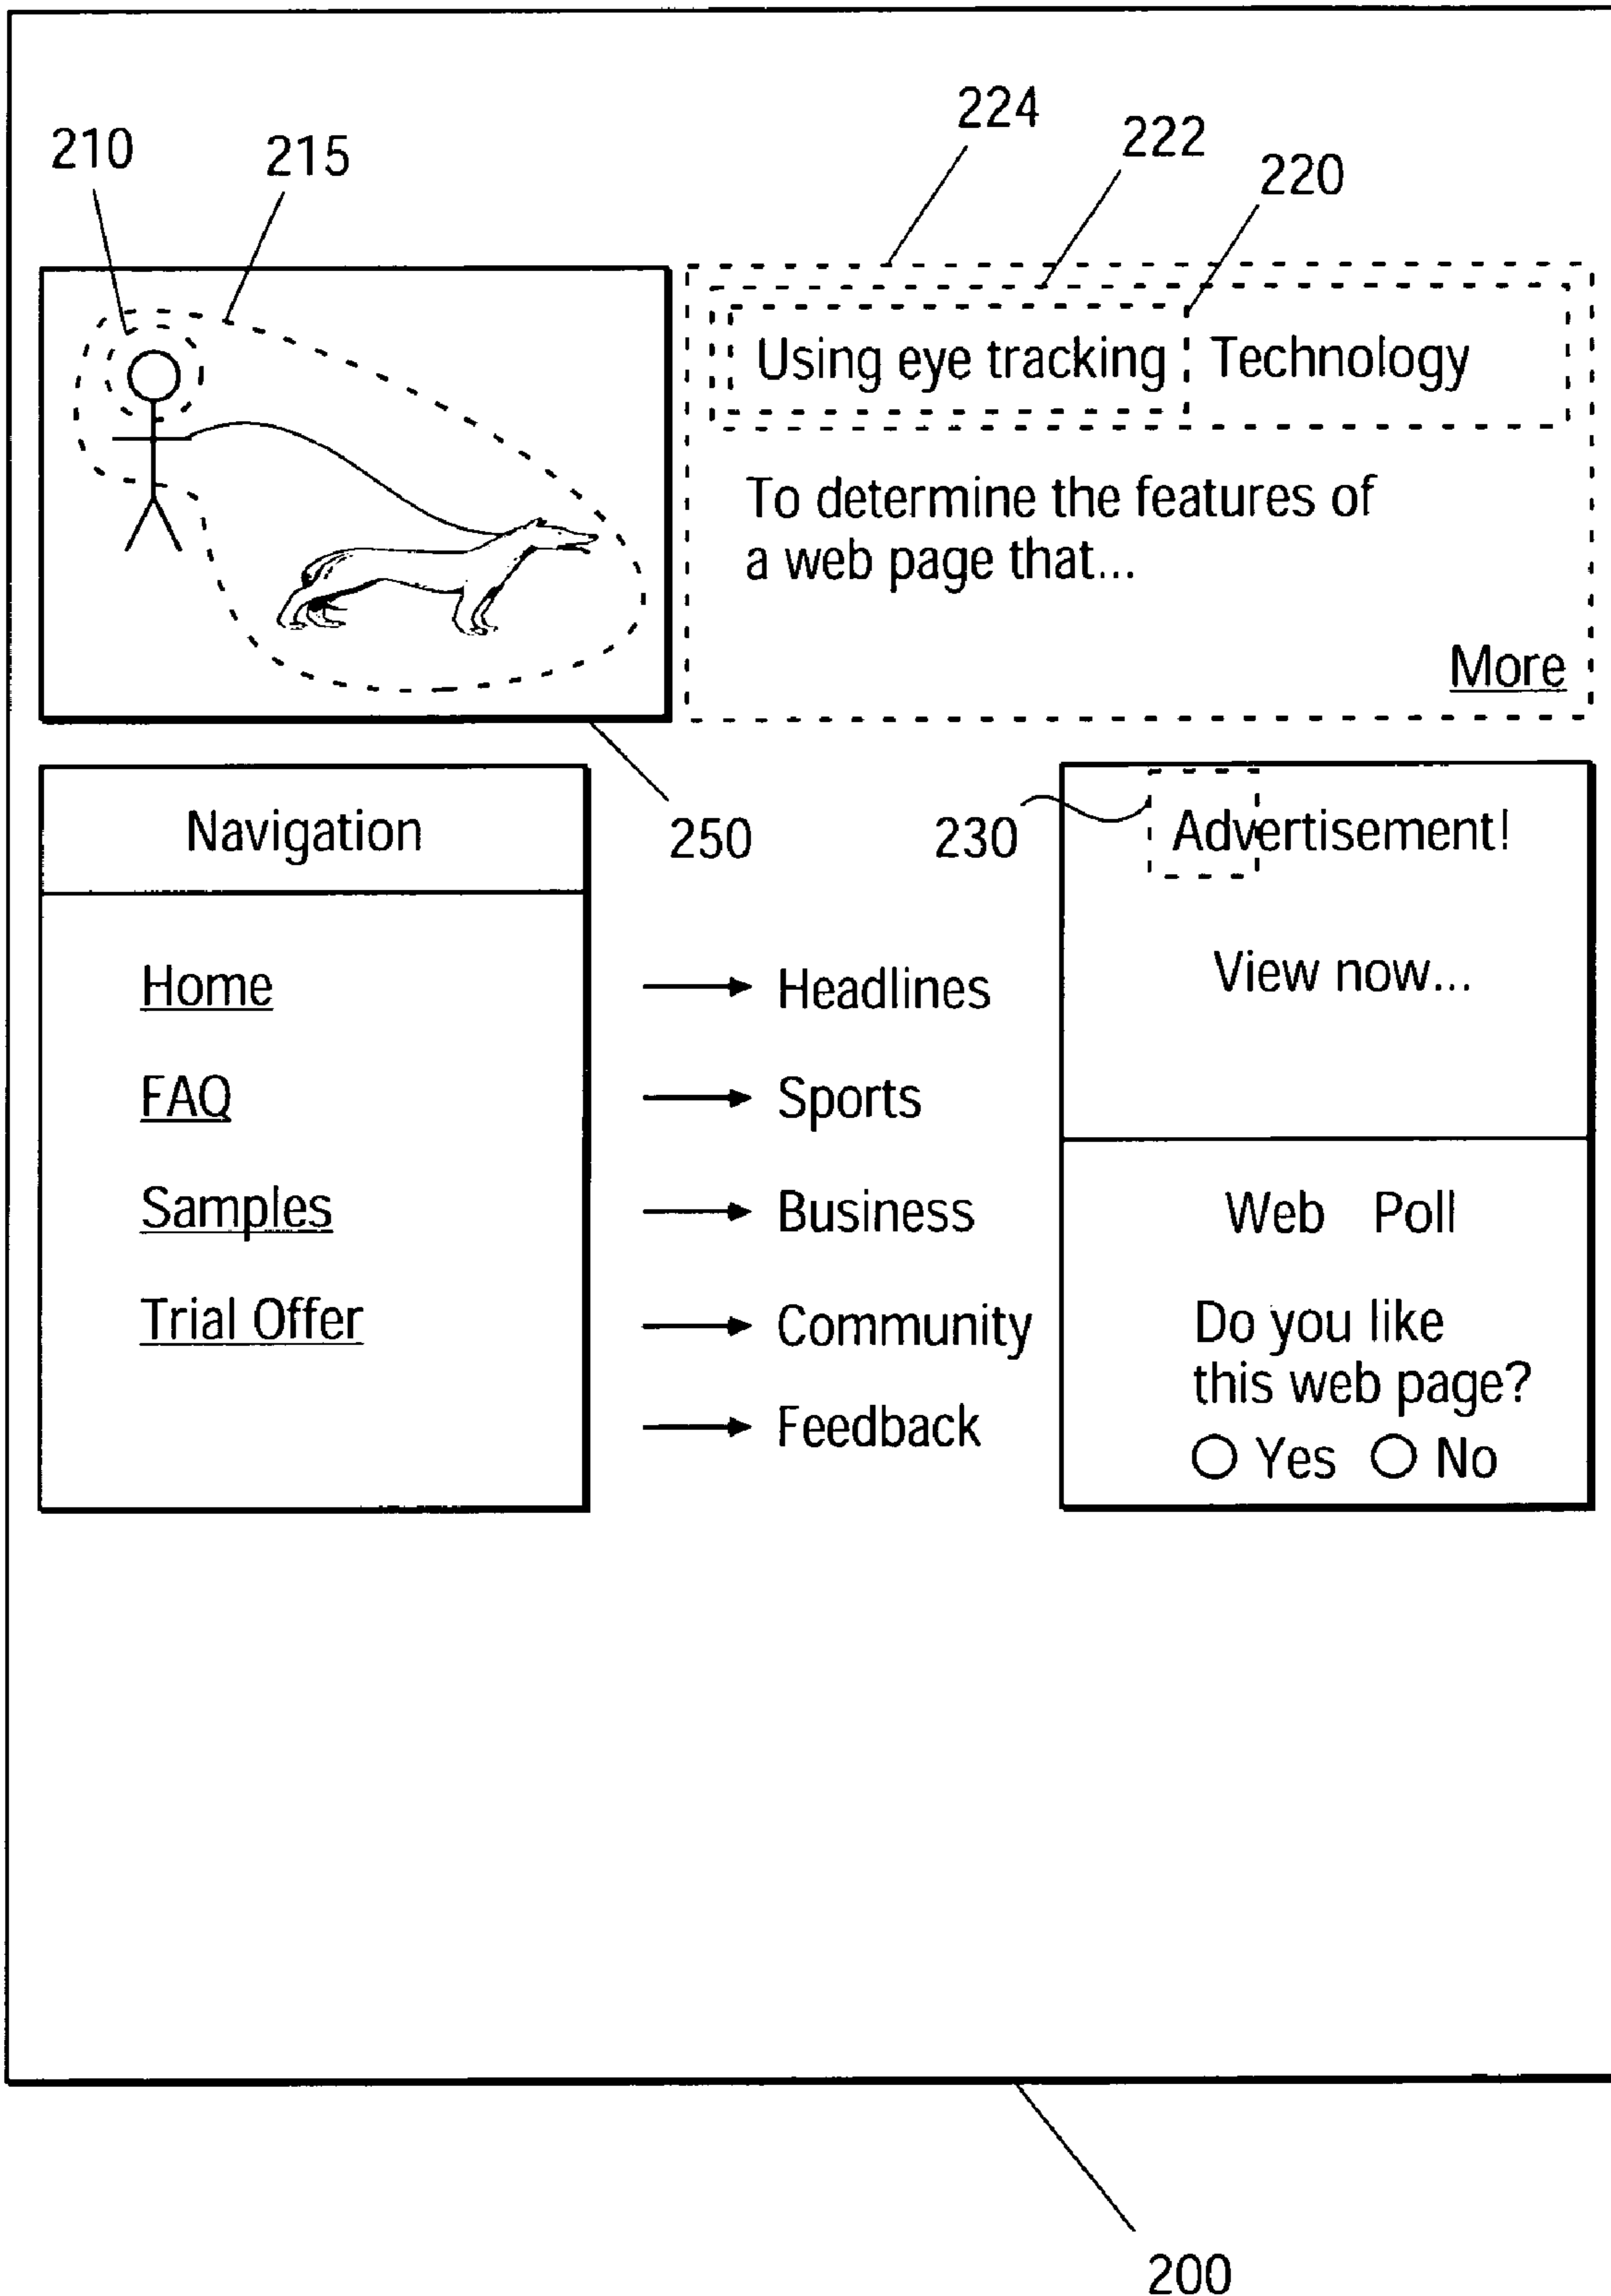 224
222
210 215 220
Using eye tracking Technology
To determine the features of
a web page that...
More
Navigation 250 230 Advertisement!
Home Headlines View now...
FAQ Sports
Samples Business Web Poll
Trial Offer Community Do you like
this web page?
Feedback
Yes No
200